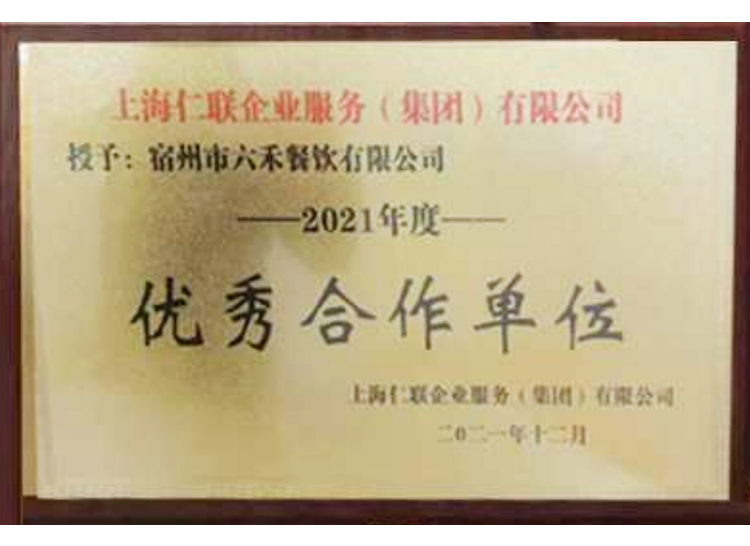 上海仁联企业服务（集团）有限公司
授予：宿州市六禾餐饮有限公司
——2021年度——
优秀合作单位
上海仁联企业服务（集团）有限公司
二0二一年十二月